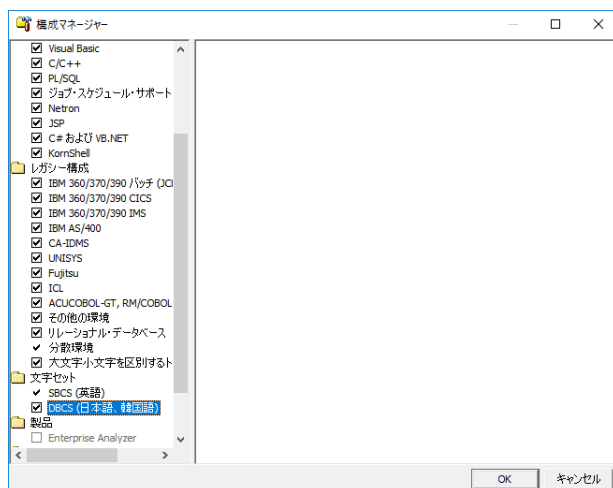 構成マネージャー
Visual Basic
C/C++
PL/SQL
ジョブ・スケジュール・サポート
Netron
JSP
C# および VB.NET
KornShell
レガシー構成
IBM 360/370/390 バッチ (JCL
IBM 360/370/390 CICS
IBM 360/370/390 IMS
IBM AS/400
CA-IDMS
UNISYS
Fujitsu
ICL
ACUCOBOL-GT, RM/COBOL
その他の環境
リレーショナル・データベース
分散環境
大文字小文字を区別するト
文字セット
SBCS (英語)
DBCS (日本語、韓国語)
製品
Enterprise Analyzer
OK
キャンセル